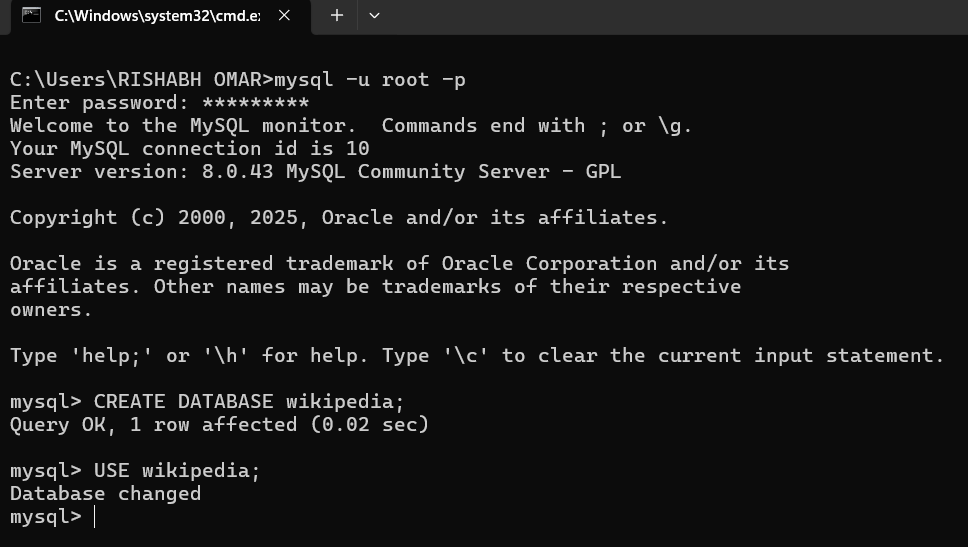 C:\Windows\system32\cmd.e
C:\Users\RISHABH OMAR>mysql -u root -p
Enter password: *********
Welcome to the MySQL monitor.  Commands end with ; or \g.
Your MySQL connection id is 10
Server version: 8.0.43 MySQL Community Server - GPL
Copyright (c) 2000, 2025, Oracle and/or its affiliates.
Oracle is a registered trademark of Oracle Corporation and/or its
affiliates. Other names may be trademarks of their respective
owners.
Type 'help;' or '\h' for help. Type '\c' to clear the current input statement.
mysql> CREATE DATABASE wikipedia;
Query OK, 1 row affected (0.02 sec)
mysql> USE wikipedia;
Database changed
mysql>